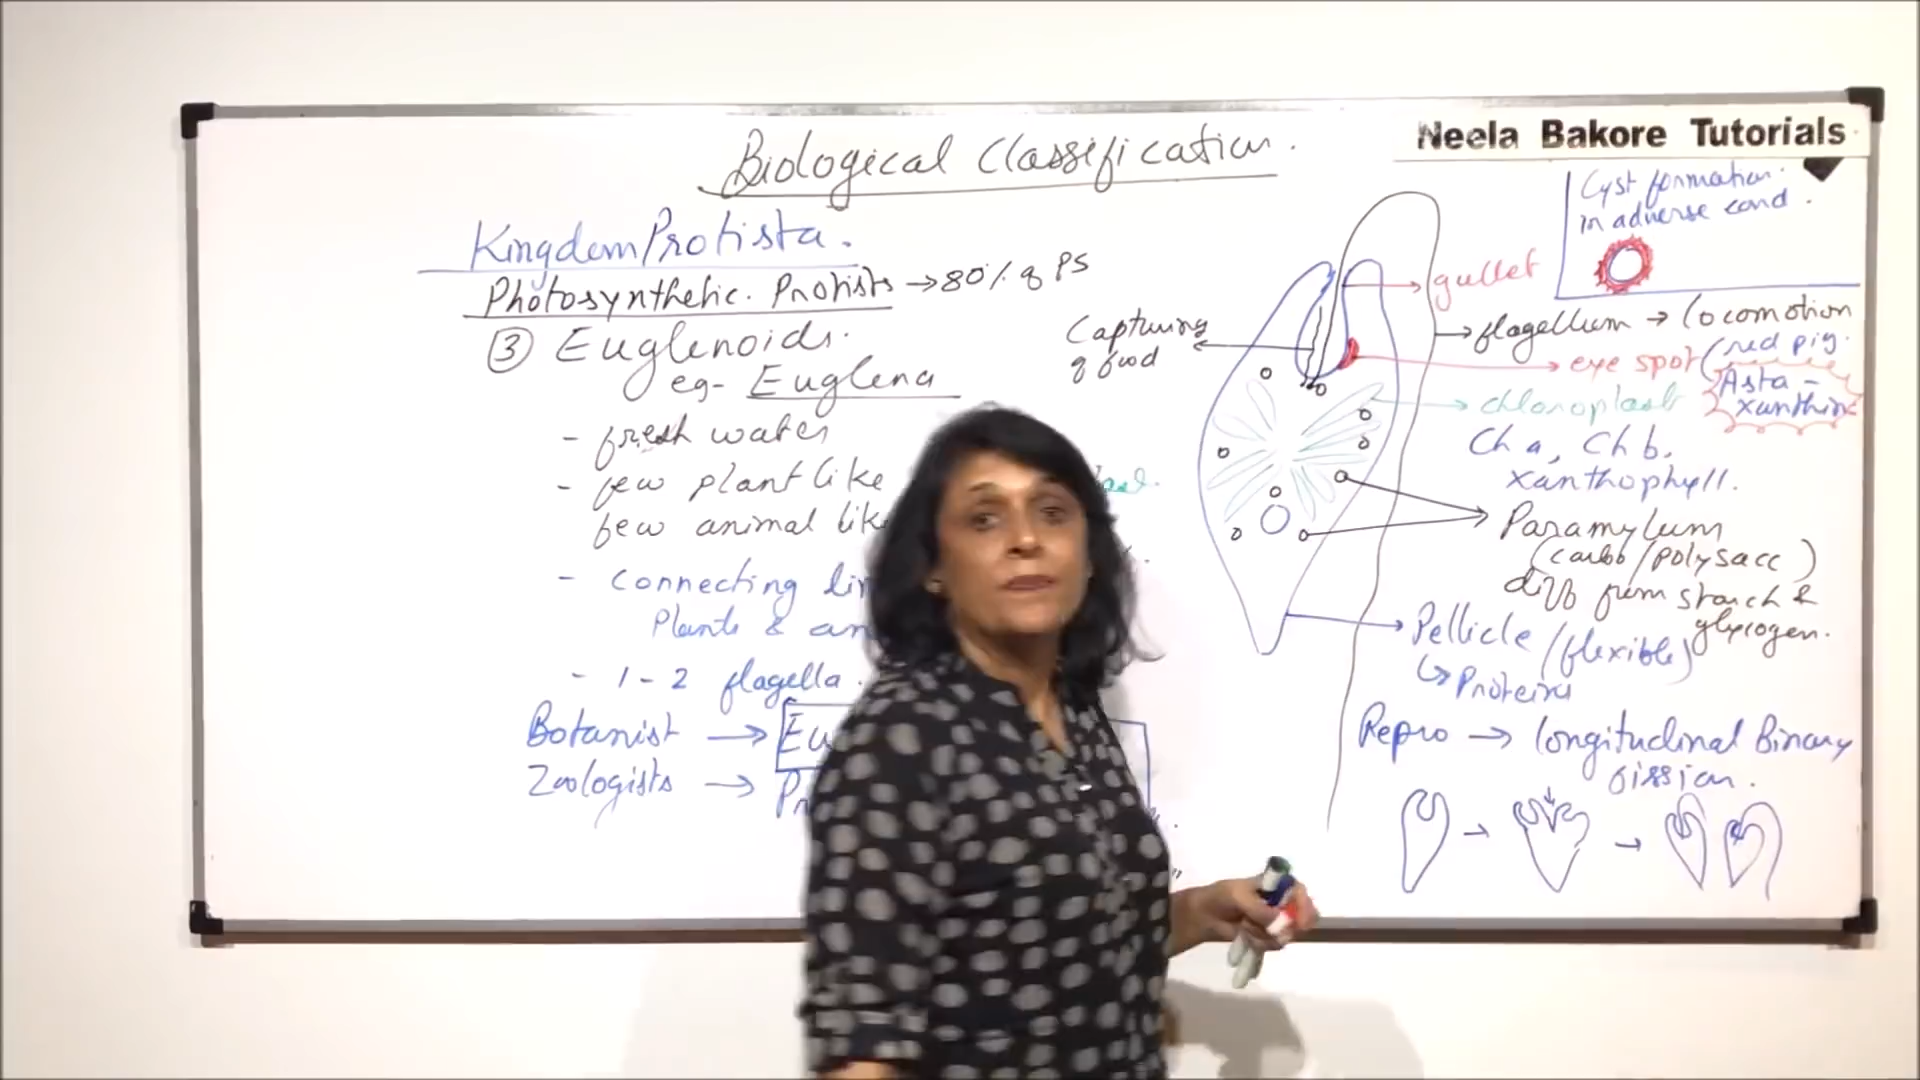 Biological Classification.
Neela Bakore Tutorials
Kingdom Protista.
Photosynthetic. Protists → 80% of PS
③ Euglenoids.
eg- Euglena
- fresh water
- few plant like
few animal like
- connecting
Plants &
- 1-2 flagella.
Botanist →
Zoologists →
Cyst formation.
in adverse cond.
gullet
Capturing
of food
flagellum → locomotion
eye spot (red pig.
Asta-
xanthin
chloroplast
Ch a, Ch b.
xanthophyll.
Paramylum
(carbo/polysacc)
diff from starch &
glycogen.
Pellicle (flexible)
↳ Proteins
Repro → longitudinal Binary
fission.